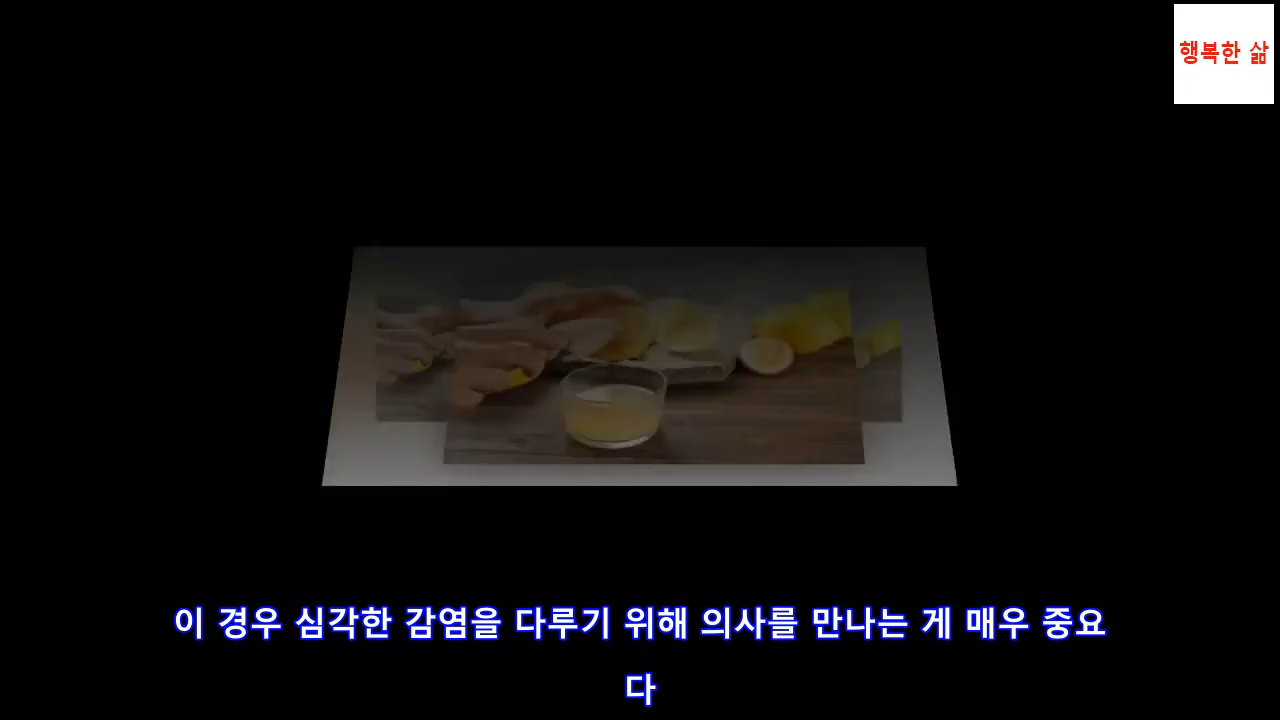 행복한 삶
이 경우 심각한 감염을 다루기 위해 의사를 만나는 게 매우 중요
다